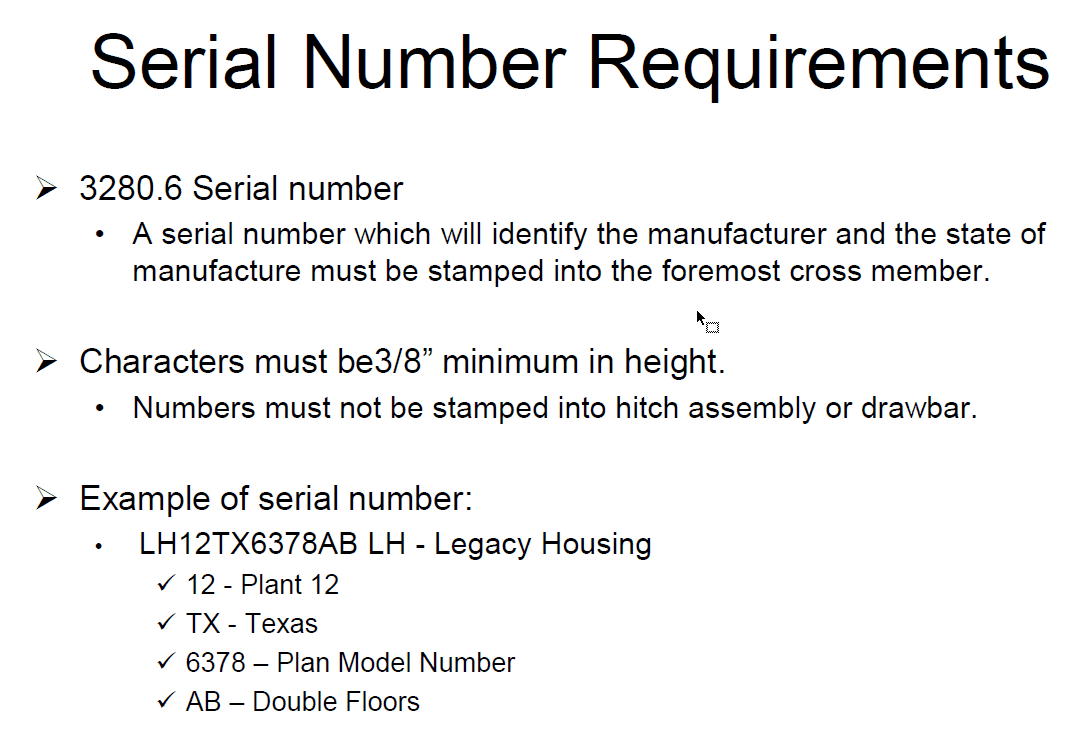 Serial Number Requirements
➢ 3280.6 Serial number
• A serial number which will identify the manufacturer and the state of
manufacture must be stamped into the foremost cross member.
➢ Characters must be3/8” minimum in height.
• Numbers must not be stamped into hitch assembly or drawbar.
➢ Example of serial number:
• LH12TX6378AB LH - Legacy Housing
✓ 12 - Plant 12
✓ TX - Texas
✓ 6378 – Plan Model Number
✓ AB – Double Floors